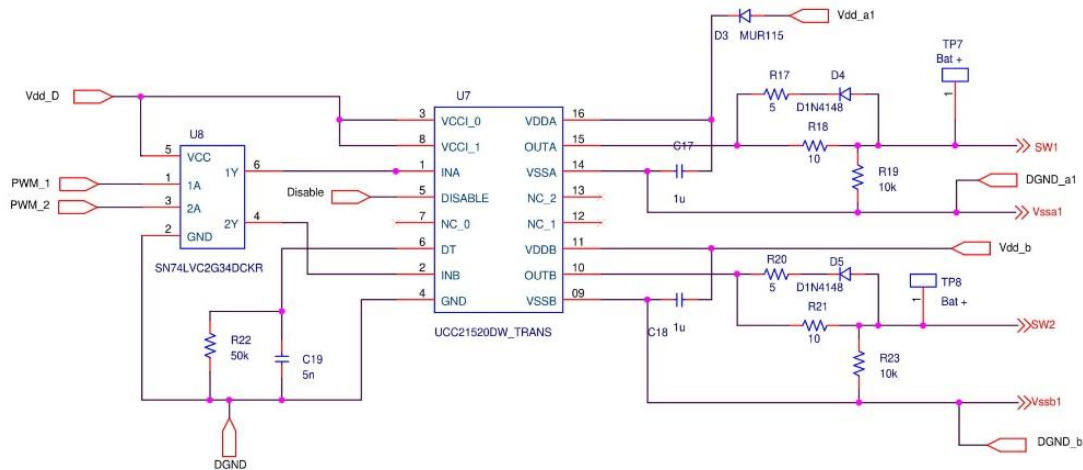 Vdd_a1
D3 MUR115
TP7
Bat +
1
R17
5
D4
D1N4148
Vdd_D
U7
U8
3 VCCI_0 VDDA 16
8 VCCI_1 OUTA 15
1 INA VSSA 14
5 DISABLE NC_2 13
7 NC_0 NC_1 12
6 DT VDDB 11
2 INB OUTB 10
4 GND VSSB 09
UCC21520DW_TRANS
5 VCC
1 1A 1Y 6
3 2A
2Y 4
2 GND
SN74LVC2G34DCKR
PWM_1
PWM_2
Disable
C17
1u
R18
10
R19
10k
SW1
DGND_a1
Vssa1
Vdd_b
R20
5
D5
D1N4148
TP8
Bat +
1
R21
10
C18 1u
SW2
R23
10k
Vssb1
DGND_b
R22
50k
C19
5n
DGND